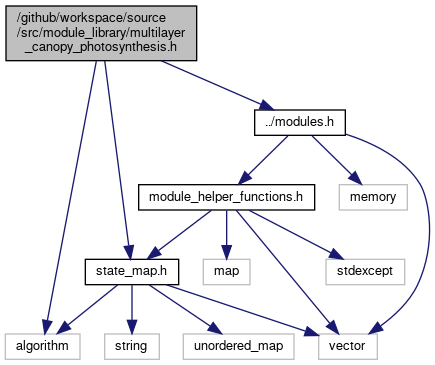 /github/workspace/source
/src/module_library/multilayer
_canopy_photosynthesis.h
../modules.h
module_helper_functions.h
memory
state_map.h
map
stdexcept
algorithm
string
unordered_map
vector